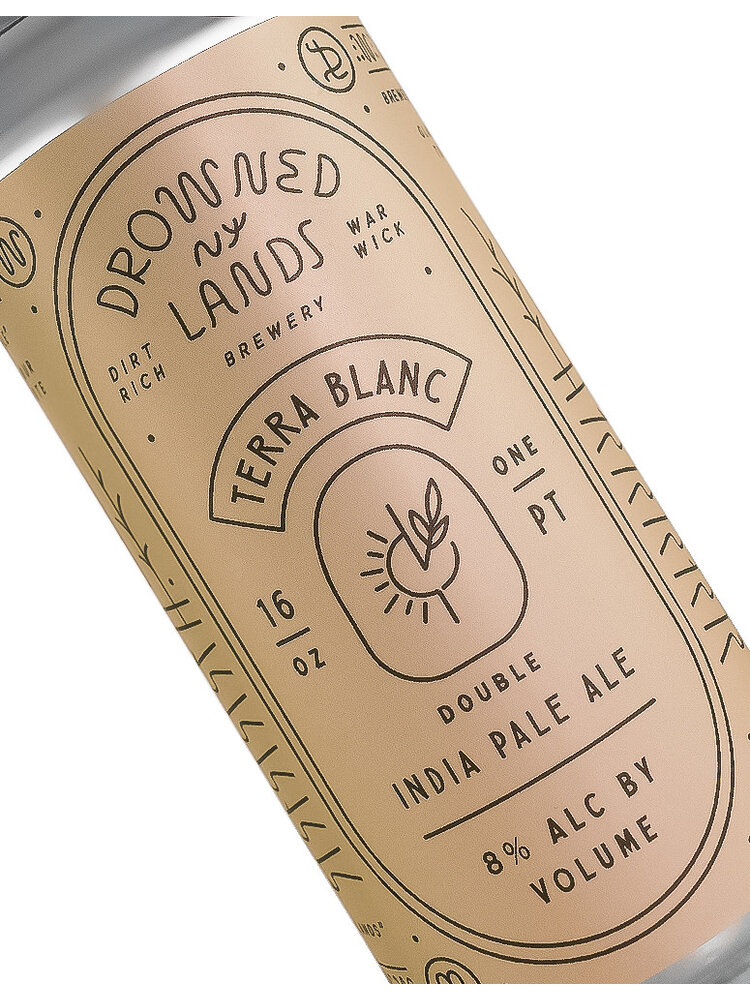 DROWNED
NY
LANDS
WAR
WICK
DIRT
RICH
BREWERY
TERRA BLANC
ONE
PT
16
OZ
DOUBLE
INDIA PALE ALE
8% ALC BY
VOLUME